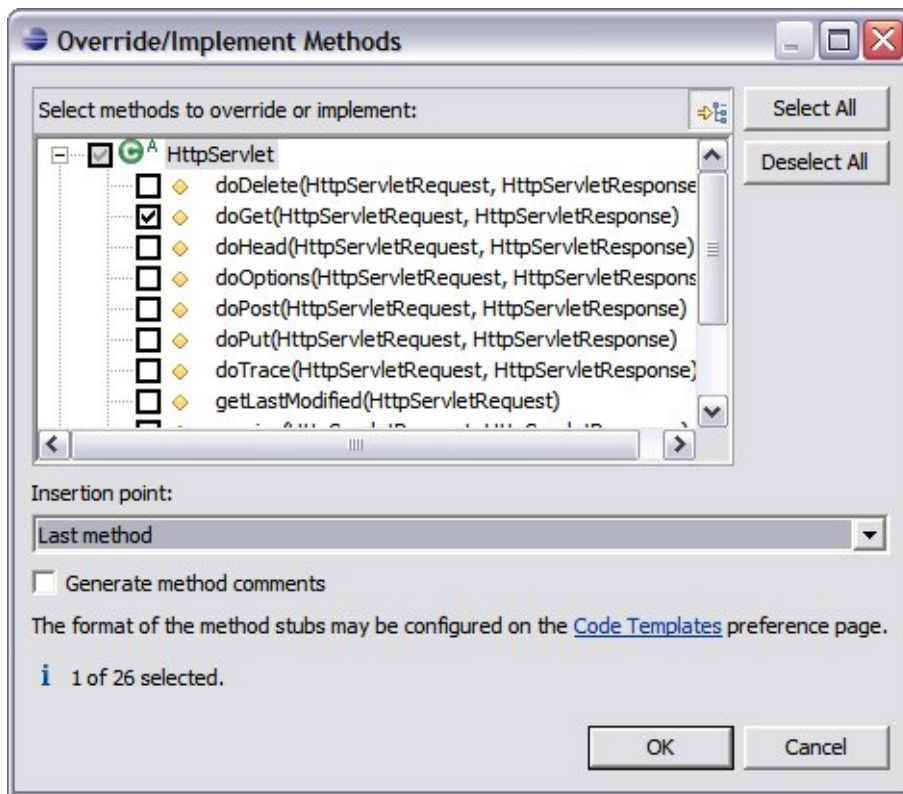 Override/Implement Methods
Select methods to override or implement:
Select All
Deselect All
HttpServlet
doDelete(HttpServletRequest, HttpServletResponse
doGet(HttpServletRequest, HttpServletResponse)
doHead(HttpServletRequest, HttpServletResponse)
doOptions(HttpServletRequest, HttpServletRespons
doPost(HttpServletRequest, HttpServletResponse)
doPut(HttpServletRequest, HttpServletResponse)
doTrace(HttpServletRequest, HttpServletResponse)
getLastModified(HttpServletRequest)
Insertion point:
Last method
Generate method comments
The format of the method stubs may be configured on the Code Templates preference page.
1 of 26 selected.
OK
Cancel